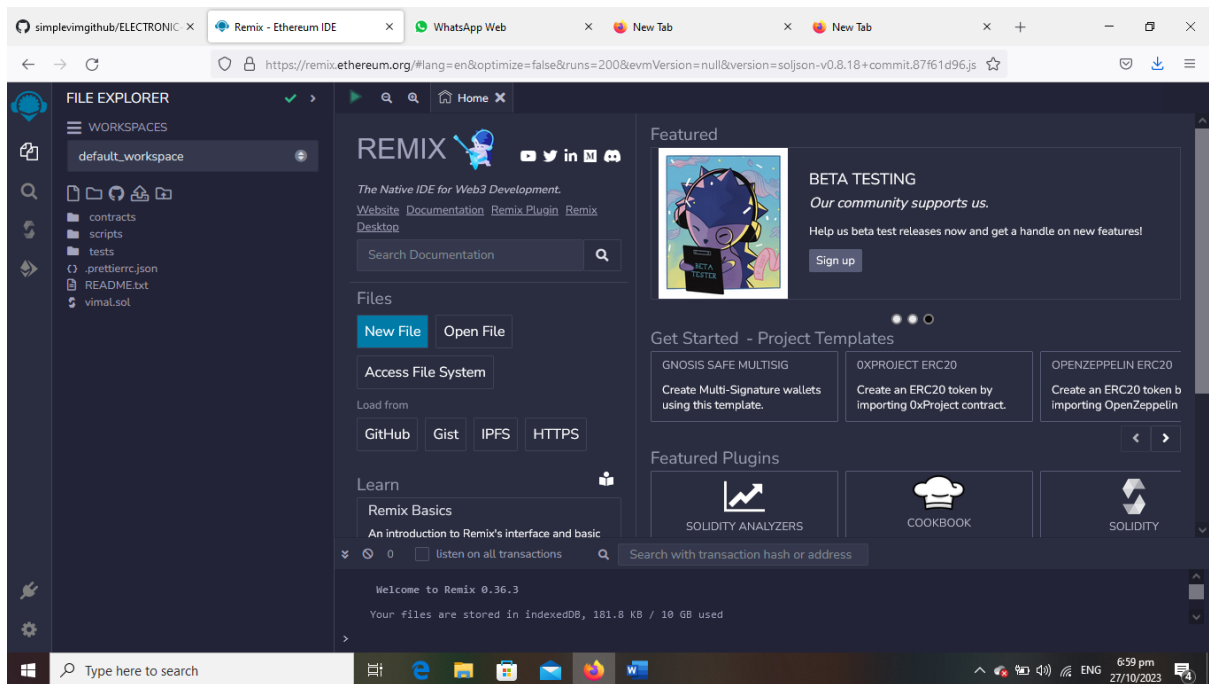 simplevimgithub/ELECTRONIC-
Remix - Ethereum IDE
WhatsApp Web
New Tab
New Tab
https://remix.ethereum.org/#lang=en&optimize=false&runs=200&evmVersion=null&version=soljson-v0.8.18+commit.87f61d96.js
FILE EXPLORER
WORKSPACES
default_workspace
contracts
scripts
tests
.prettierrc.json
README.txt
vimal.sol
Home
REMIX
The Native IDE for Web3 Development.
Website Documentation Remix Plugin Remix
Desktop
Search Documentation
Files
New File Open File
Access File System
Load from
GitHub Gist IPFS HTTPS
Learn
Remix Basics
An introduction to Remix's interface and basic
Featured
BETA
TESTER
BETA TESTING
Our community supports us.
Help us beta test releases now and get a handle on new features!
Sign up
Get Started - Project Templates
GNOSIS SAFE MULTISIG
Create Multi-Signature wallets
using this template.
0XPROJECT ERC20
Create an ERC20 token by
importing 0xProject contract.
OPENZEPPELIN ERC20
Create an ERC20 token b
importing OpenZeppelin
Featured Plugins
SOLIDITY ANALYZERS
COOKBOOK
SOLIDITY
0 listen on all transactions Search with transaction hash or address
Welcome to Remix 0.36.3
Your files are stored in indexedDB, 181.8 KB / 10 GB used
>
Type here to search
ENG
6:59 pm
27/10/2023
4